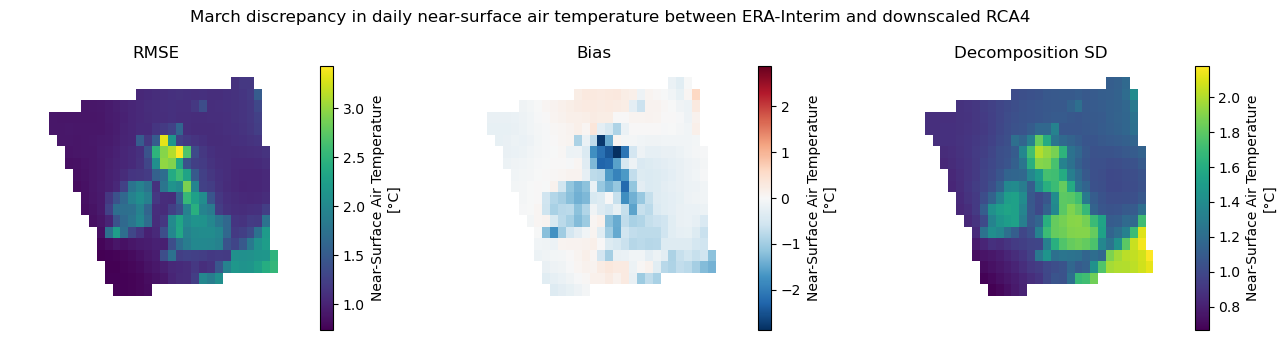 March discrepancy in daily near-surface air temperature between ERA-Interim and downscaled RCA4
RMSE
3.0
2.5
2.0
1.5
1.0
Near-Surface Air Temperature
[°C]
Bias
2
1
0
−1
−2
Near-Surface Air Temperature
[°C]
Decomposition SD
2.0
1.8
1.6
1.4
1.2
1.0
0.8
Near-Surface Air Temperature
[°C]